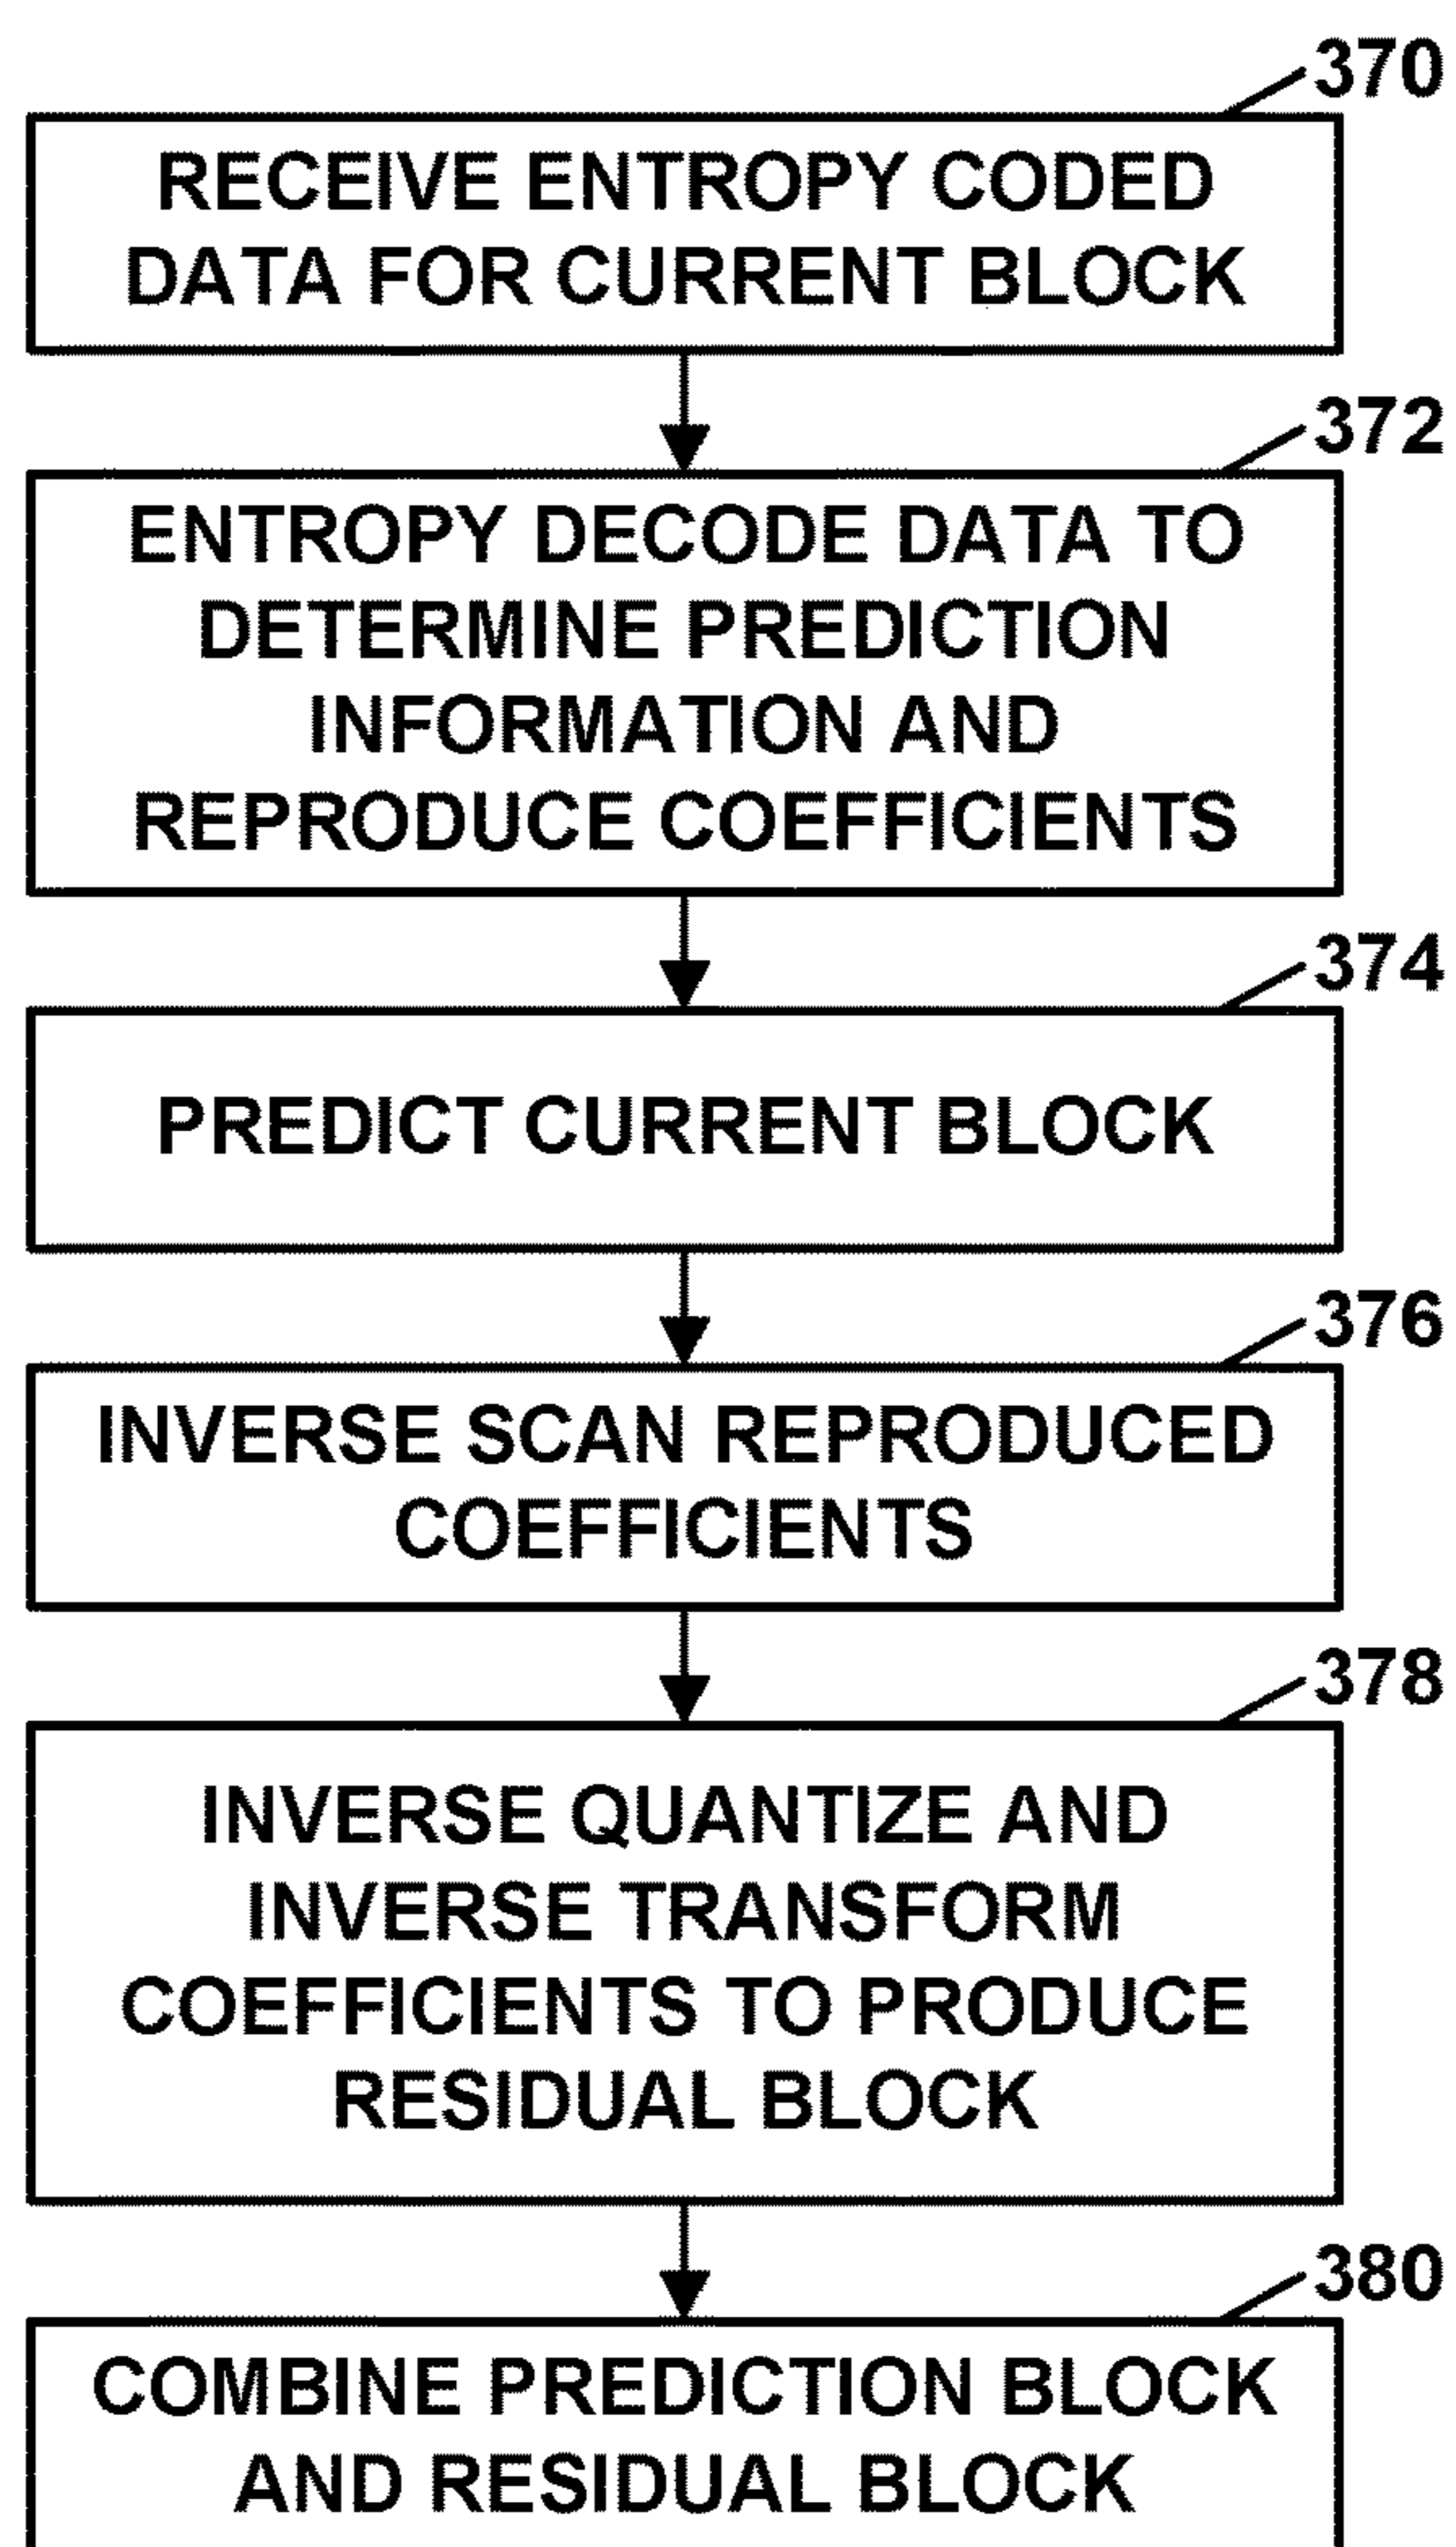 370
RECEIVE ENTROPY CODED
DATA FOR CURRENT BLOCK
372
ENTROPY DECODE DATA TO
DETERMINE PREDICTION
INFORMATION AND
REPRODUCE COEFFICIENTS
374
PREDICT CURRENT BLOCK
376
INVERSE SCAN REPRODUCED
COEFFICIENTS
378
INVERSE QUANTIZE AND
INVERSE TRANSFORM
COEFFICIENTS TO PRODUCE
RESIDUAL BLOCK
380
COMBINE PREDICTION BLOCK
AND RESIDUAL BLOCK